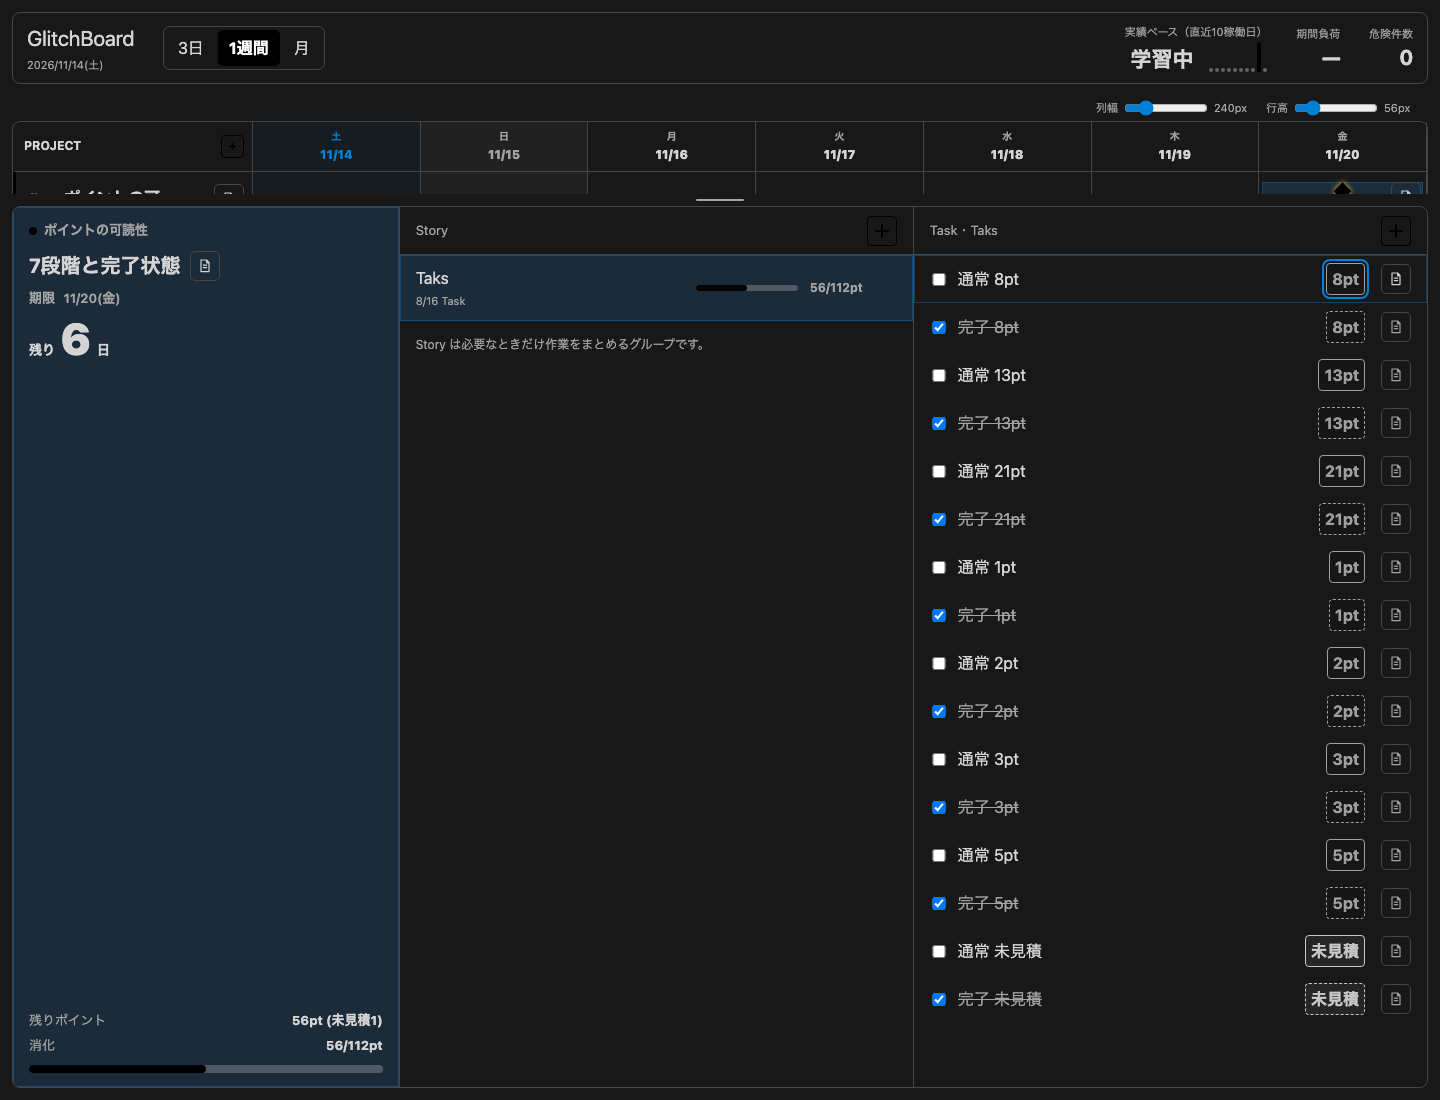 GlitchBoard
2026/11/14(土)
3日 1週間 月
実績ペース（直近10稼働日）
学習中
期間負荷
—
危険件数
0
列幅 240px 行高 56px
PROJECT +
土 11/14
日 11/15
月 11/16
火 11/17
水 11/18
木 11/19
金 11/20
ポイントの可読性
7段階と完了状態
期限 11/20(金)
残り 6 日
残りポイント 56pt (未見積1)
消化 56/112pt
Story +
Taks
8/16 Task
56/112pt
Story は必要なときだけ作業をまとめるグループです。
Task・Taks +
通常 8pt 8pt
完了 8pt 8pt
通常 13pt 13pt
完了 13pt 13pt
通常 21pt 21pt
完了 21pt 21pt
通常 1pt 1pt
完了 1pt 1pt
通常 2pt 2pt
完了 2pt 2pt
通常 3pt 3pt
完了 3pt 3pt
通常 5pt 5pt
完了 5pt 5pt
通常 未見積 未見積
完了 未見積 未見積